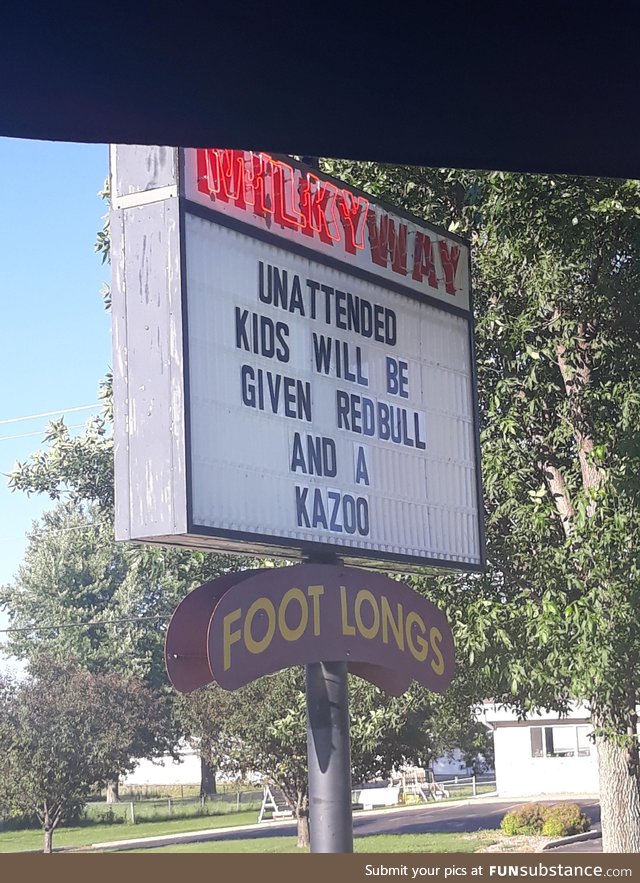 MILKY WAY
UNATTENDED
KIDS WILL BE
GIVEN REDBULL
AND A
KAZOO
FOOT LONGS
Submit your pics at FUNsubstance.com